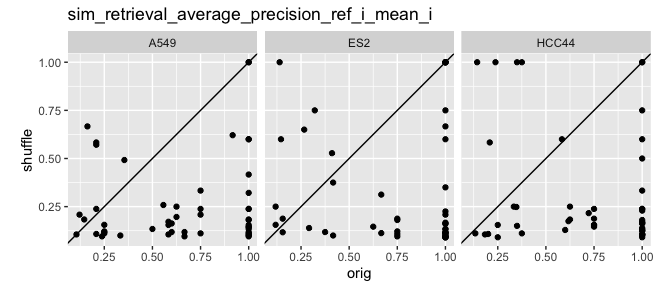 sim_retrieval_average_precision_ref_i_mean_i
A549 ES2 HCC44
1.00
0.75
0.50
0.25
shuffle
0.25 0.50 0.75 1.00 0.25 0.50 0.75 1.00 0.25 0.50 0.75 1.00
orig